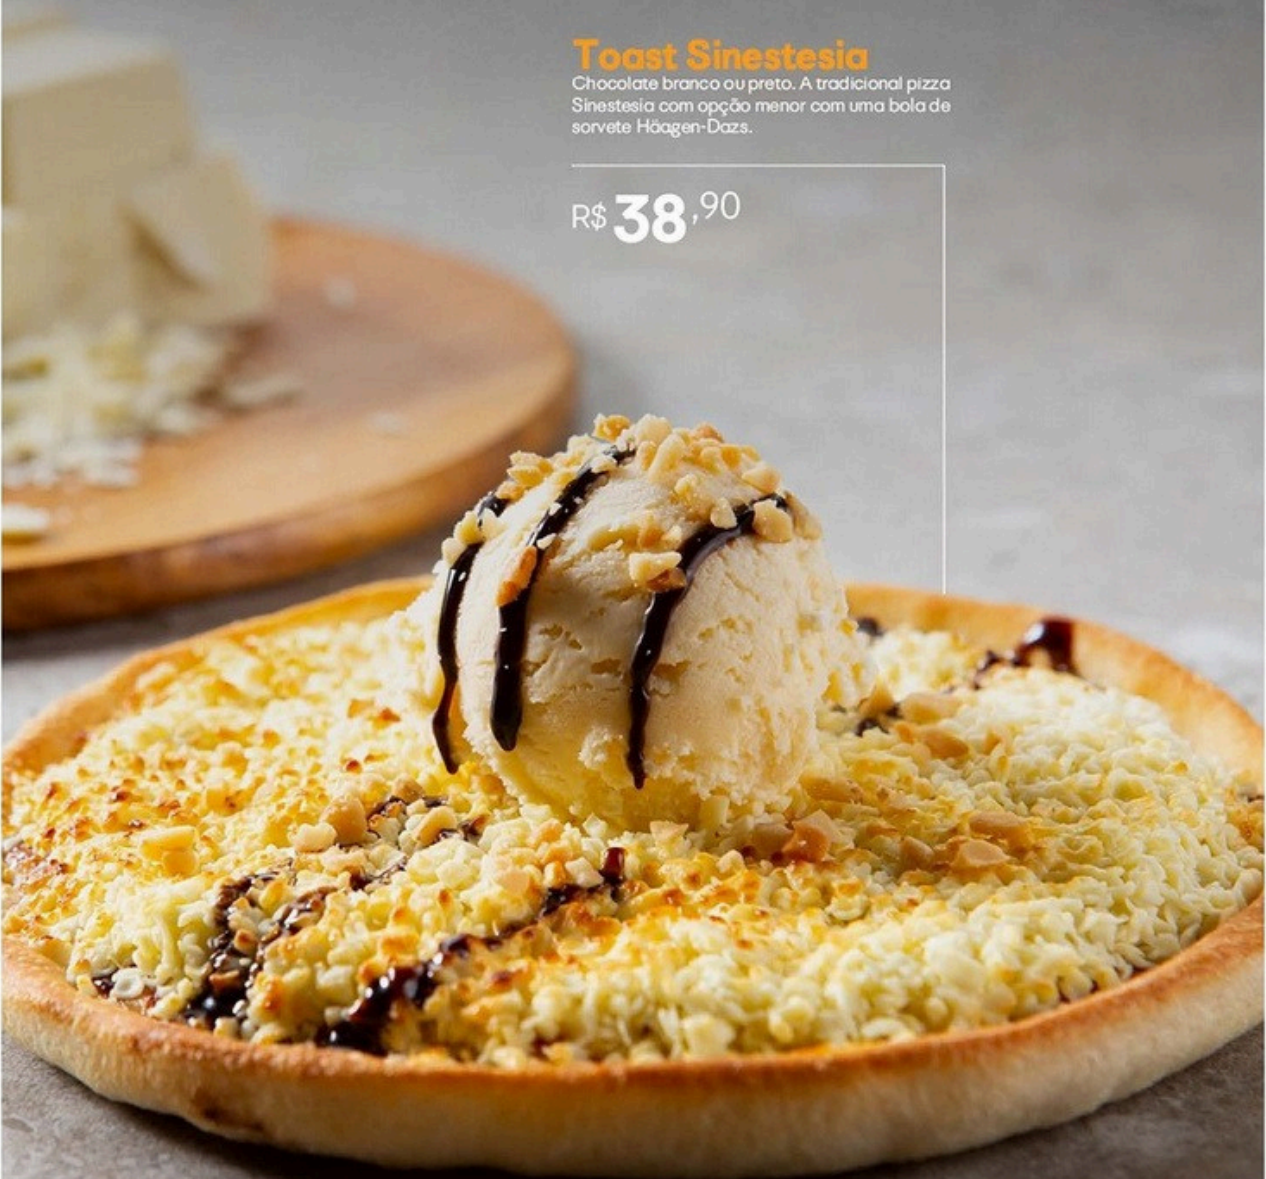 Toast Sinestesia
Chocolate branco ou preto. A tradicional pizza
Sinestesia com opção menor com uma bola de
sorvete Häagen-Dazs.
R$ 38,90